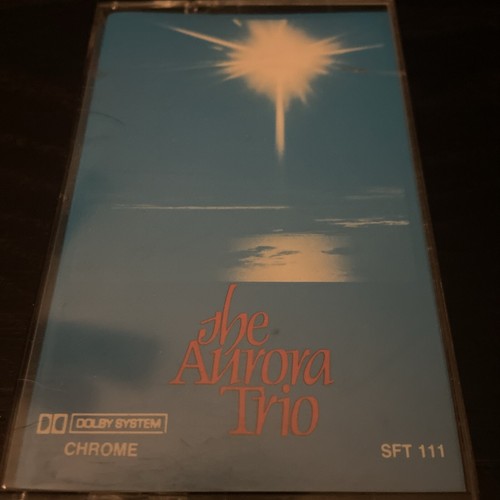 The
Aurora
Trio
DOLBY SYSTEM
CHROME
SFT 111